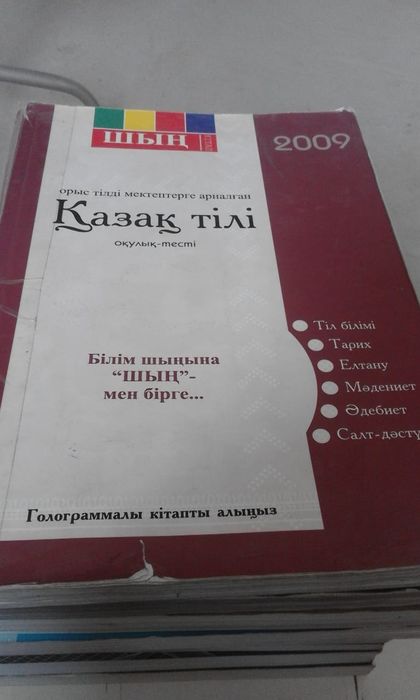 ШЫҢ
2009
орыс тілді мектептерге арналған
Қазақ тілі
оқулық-тесті
Тіл білімі
Тарих
Елтану
Мәдениет
Әдебиет
Салт-дәстү
Білім шыңына
“ШЫҢ”-
мен бірге...
Голограммалы кітапты алыңыз